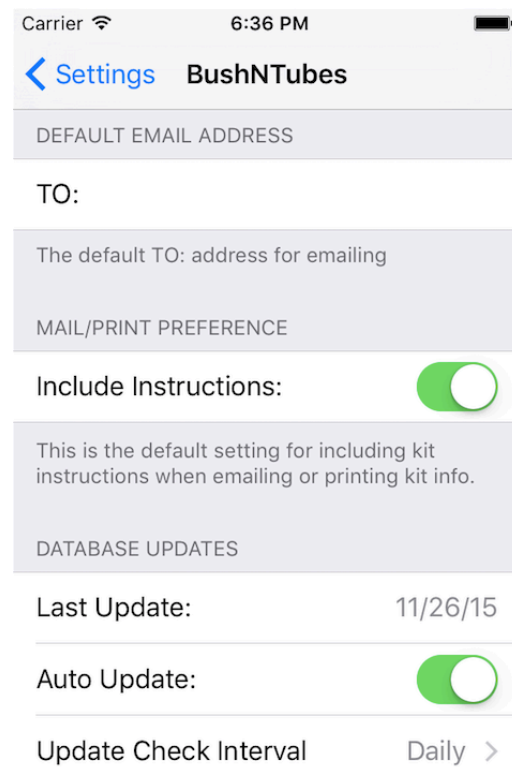 Carrier 6:36 PM
Settings BushNTubes
DEFAULT EMAIL ADDRESS
TO:
The default TO: address for emailing
MAIL/PRINT PREFERENCE
Include Instructions:
This is the default setting for including kit
instructions when emailing or printing kit info.
DATABASE UPDATES
Last Update: 11/26/15
Auto Update:
Update Check Interval Daily